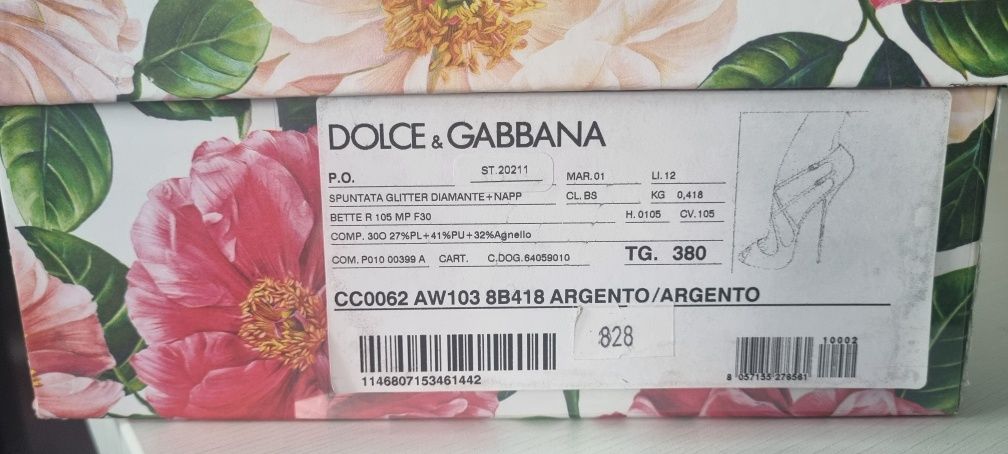 DOLCE & GABBANA
P.O. ST.20211 MAR.01 LI.12
SPUNTATA GLITTER DIAMANTE+NAPP CL.BS KG 0,418
BETTE R 105 MP F30 H.0105 CV.105
COMP. 30O 27%PL+41%PU+32%Agnello
COM. P010 00399 A CART. C.DOG.64059010 TG. 380
CC0062 AW103 8B418 ARGENTO/ARGENTO
828
10002
1146807153461442
8 057155 276561